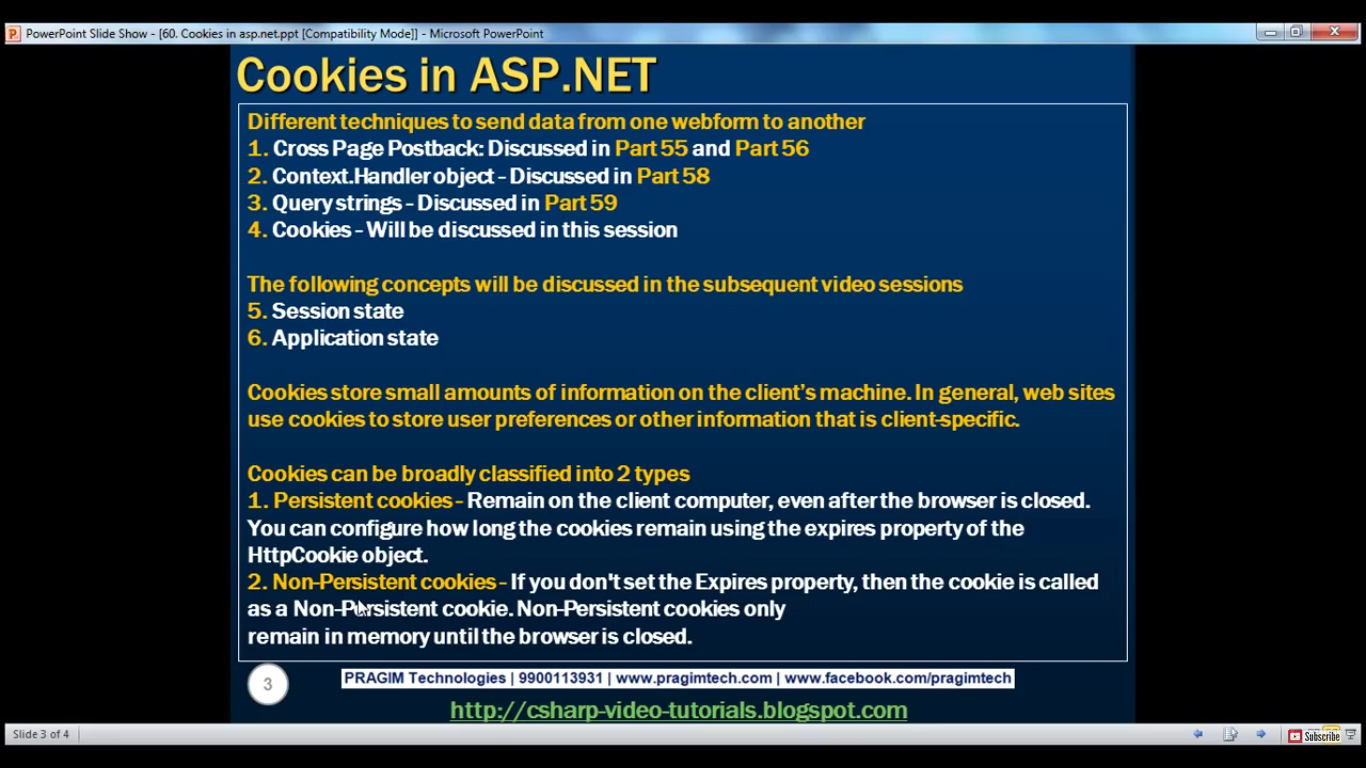 PowerPoint Slide Show - [60. Cookies in asp.net.ppt [Compatibility Mode]] - Microsoft PowerPoint
Cookies in ASP.NET
Different techniques to send data from one webform to another
1. Cross Page Postback: Discussed in Part 55 and Part 56
2. Context.Handler object - Discussed in Part 58
3. Query strings - Discussed in Part 59
4. Cookies - Will be discussed in this session
The following concepts will be discussed in the subsequent video sessions
5. Session state
6. Application state
Cookies store small amounts of information on the client's machine. In general, web sites
use cookies to store user preferences or other information that is client-specific.
Cookies can be broadly classified into 2 types
1. Persistent cookies - Remain on the client computer, even after the browser is closed.
You can configure how long the cookies remain using the expires property of the
HttpCookie object.
2. Non-Persistent cookies - If you don't set the Expires property, then the cookie is called
as a Non-Persistent cookie. Non-Persistent cookies only
remain in memory until the browser is closed.
3
PRAGIM Technologies | 9900113931 | www.pragimtech.com | www.facebook.com/pragimtech
http://csharp-video-tutorials.blogspot.com
Slide 3 of 4
Subscribe